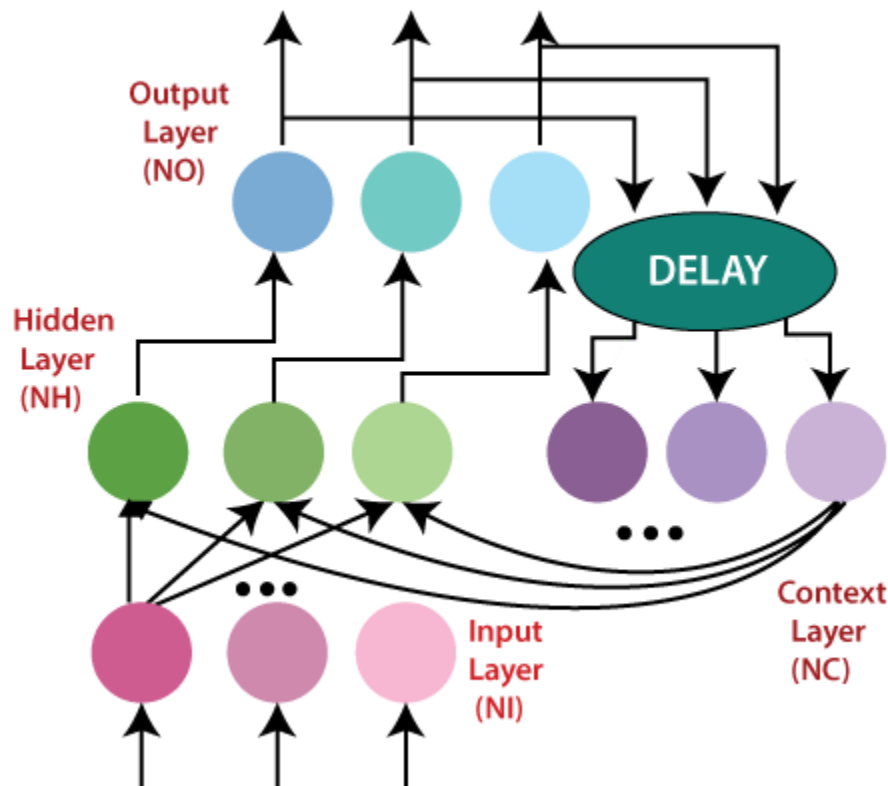 Output
Layer
(NO)
DELAY
Hidden
Layer
(NH)
Input
Layer
(NI)
Context
Layer
(NC)